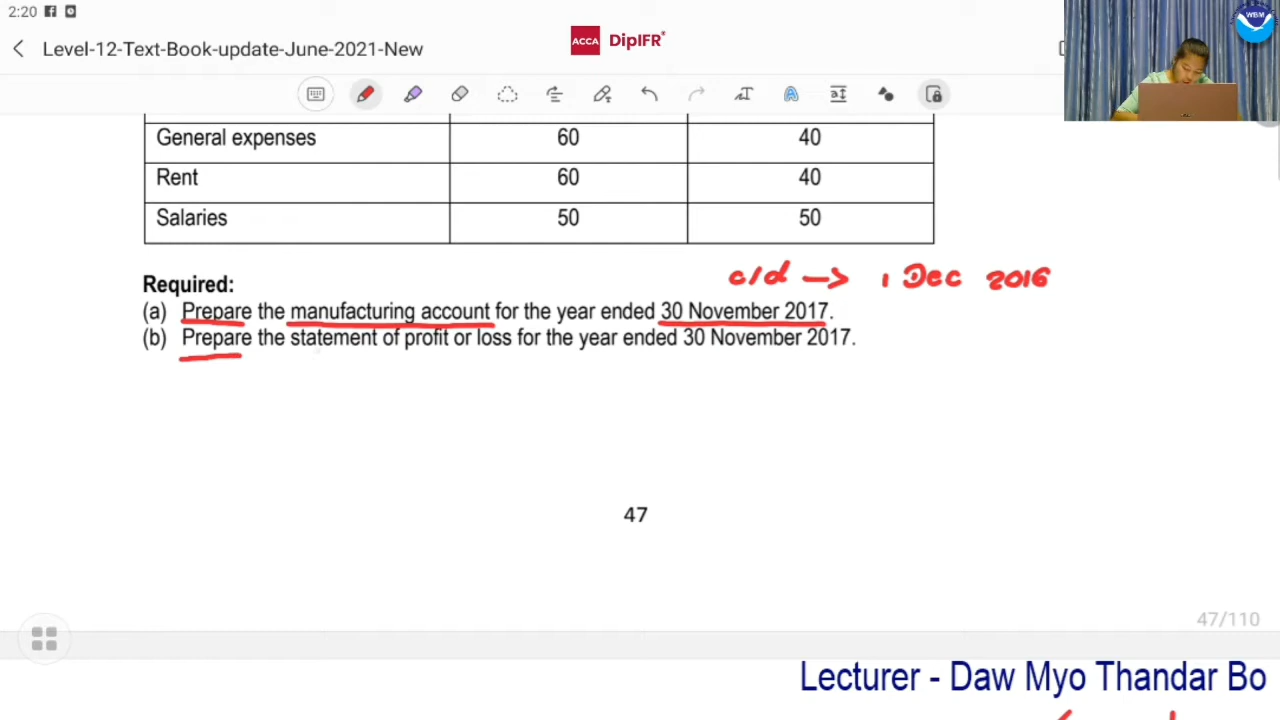 2:20
WBM
Level-12-Text-Book-update-June-2021-New
ACCA DipIFR
General expenses 60 40
Rent 60 40
Salaries 50 50
c/d → 1 Dec 2016
Required:
(a) Prepare the manufacturing account for the year ended 30 November 2017.
(b) Prepare the statement of profit or loss for the year ended 30 November 2017.
47
47/110
Lecturer - Daw Myo Thandar Bo